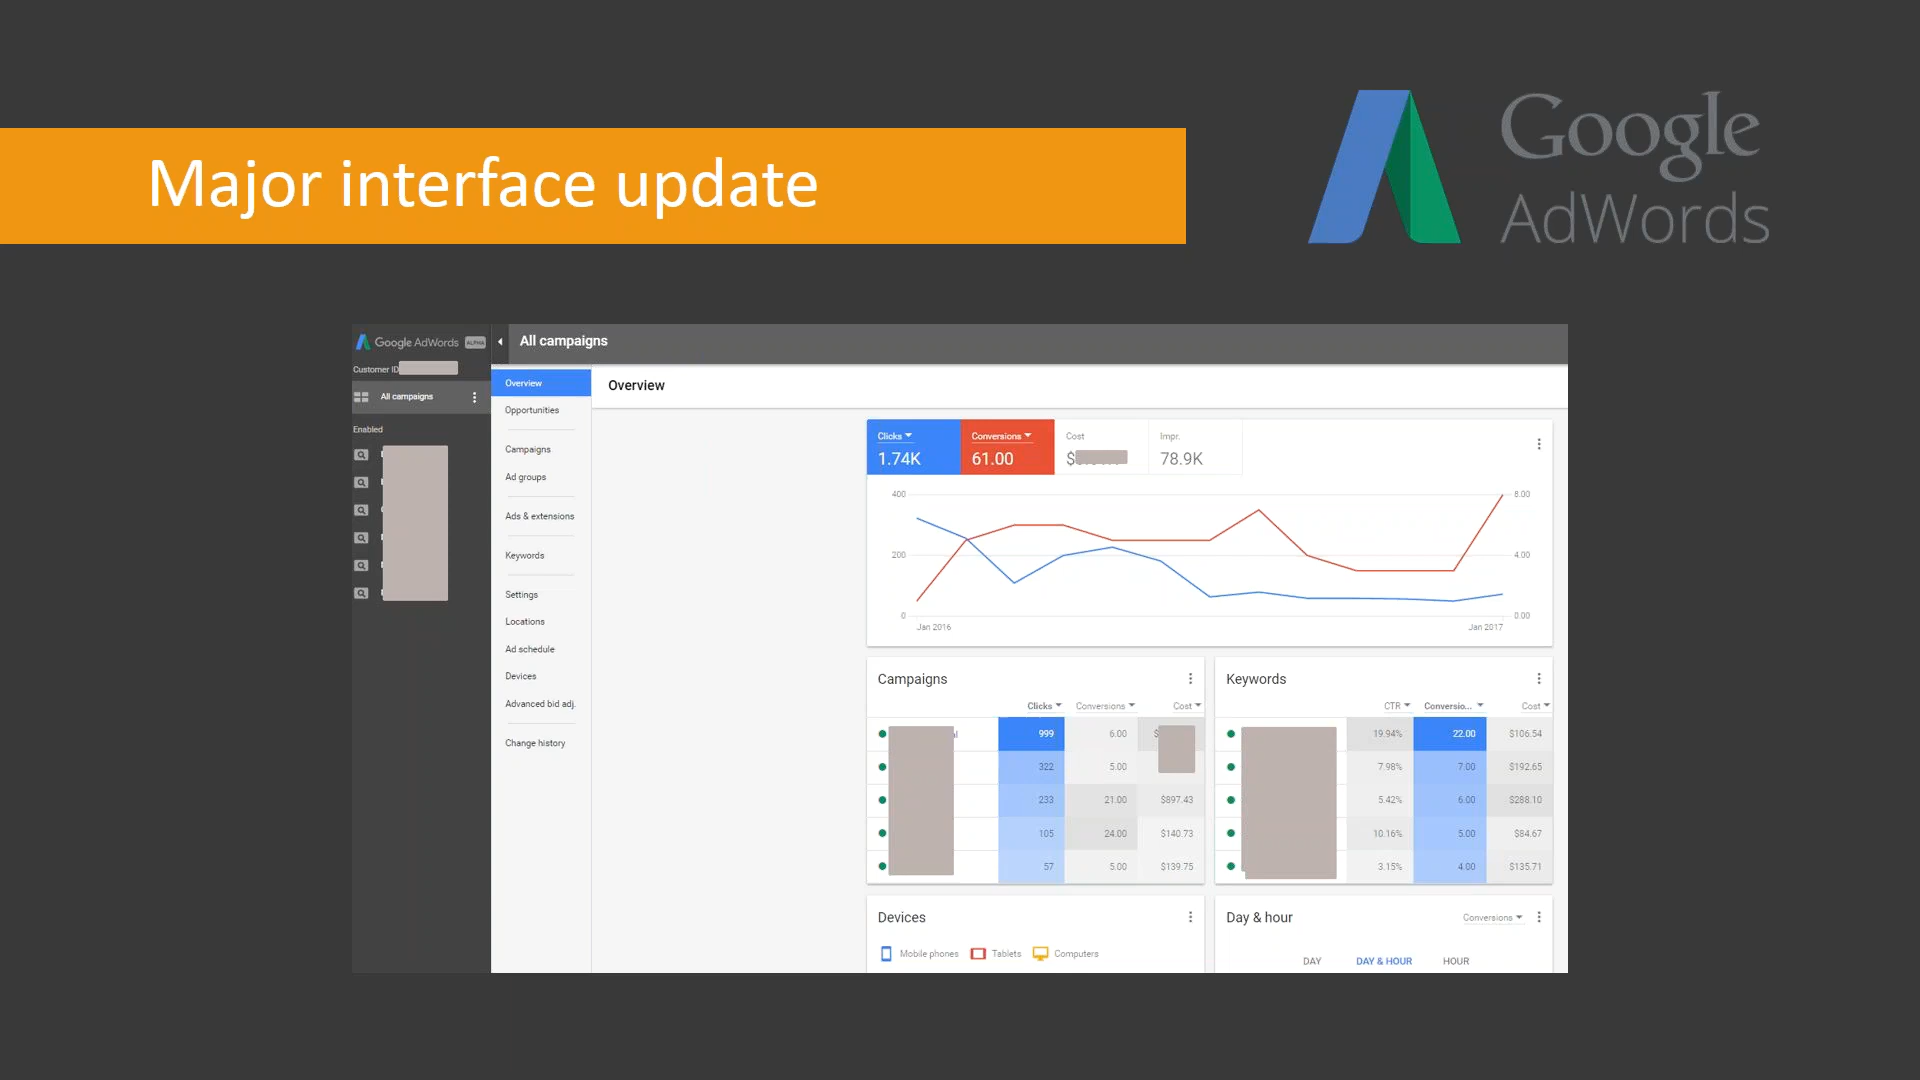 Major interface update
Google
AdWords
Google AdWords ALPHA
Customer ID
All campaigns
Enabled
All campaigns
Overview
Opportunities
Campaigns
Ad groups
Ads & extensions
Keywords
Settings
Locations
Ad schedule
Devices
Advanced bid adj.
Change history
Overview
Clicks Conversions Cost Impr.
1.74K 61.00 $ 78.9K
400 8.00
200 4.00
0 0.00
Jan 2016 Jan 2017
Campaigns
Clicks Conversions Cost
999 6.00 $
322 5.00
233 21.00 $897.43
105 24.00 $140.73
57 5.00 $139.75
Keywords
CTR Conversio... Cost
19.94% 22.00 $106.54
7.98% 7.00 $192.65
5.42% 6.00 $288.10
10.16% 5.00 $84.67
3.15% 4.00 $135.71
Devices
Mobile phones Tablets Computers
Day & hour Conversions
DAY DAY & HOUR HOUR